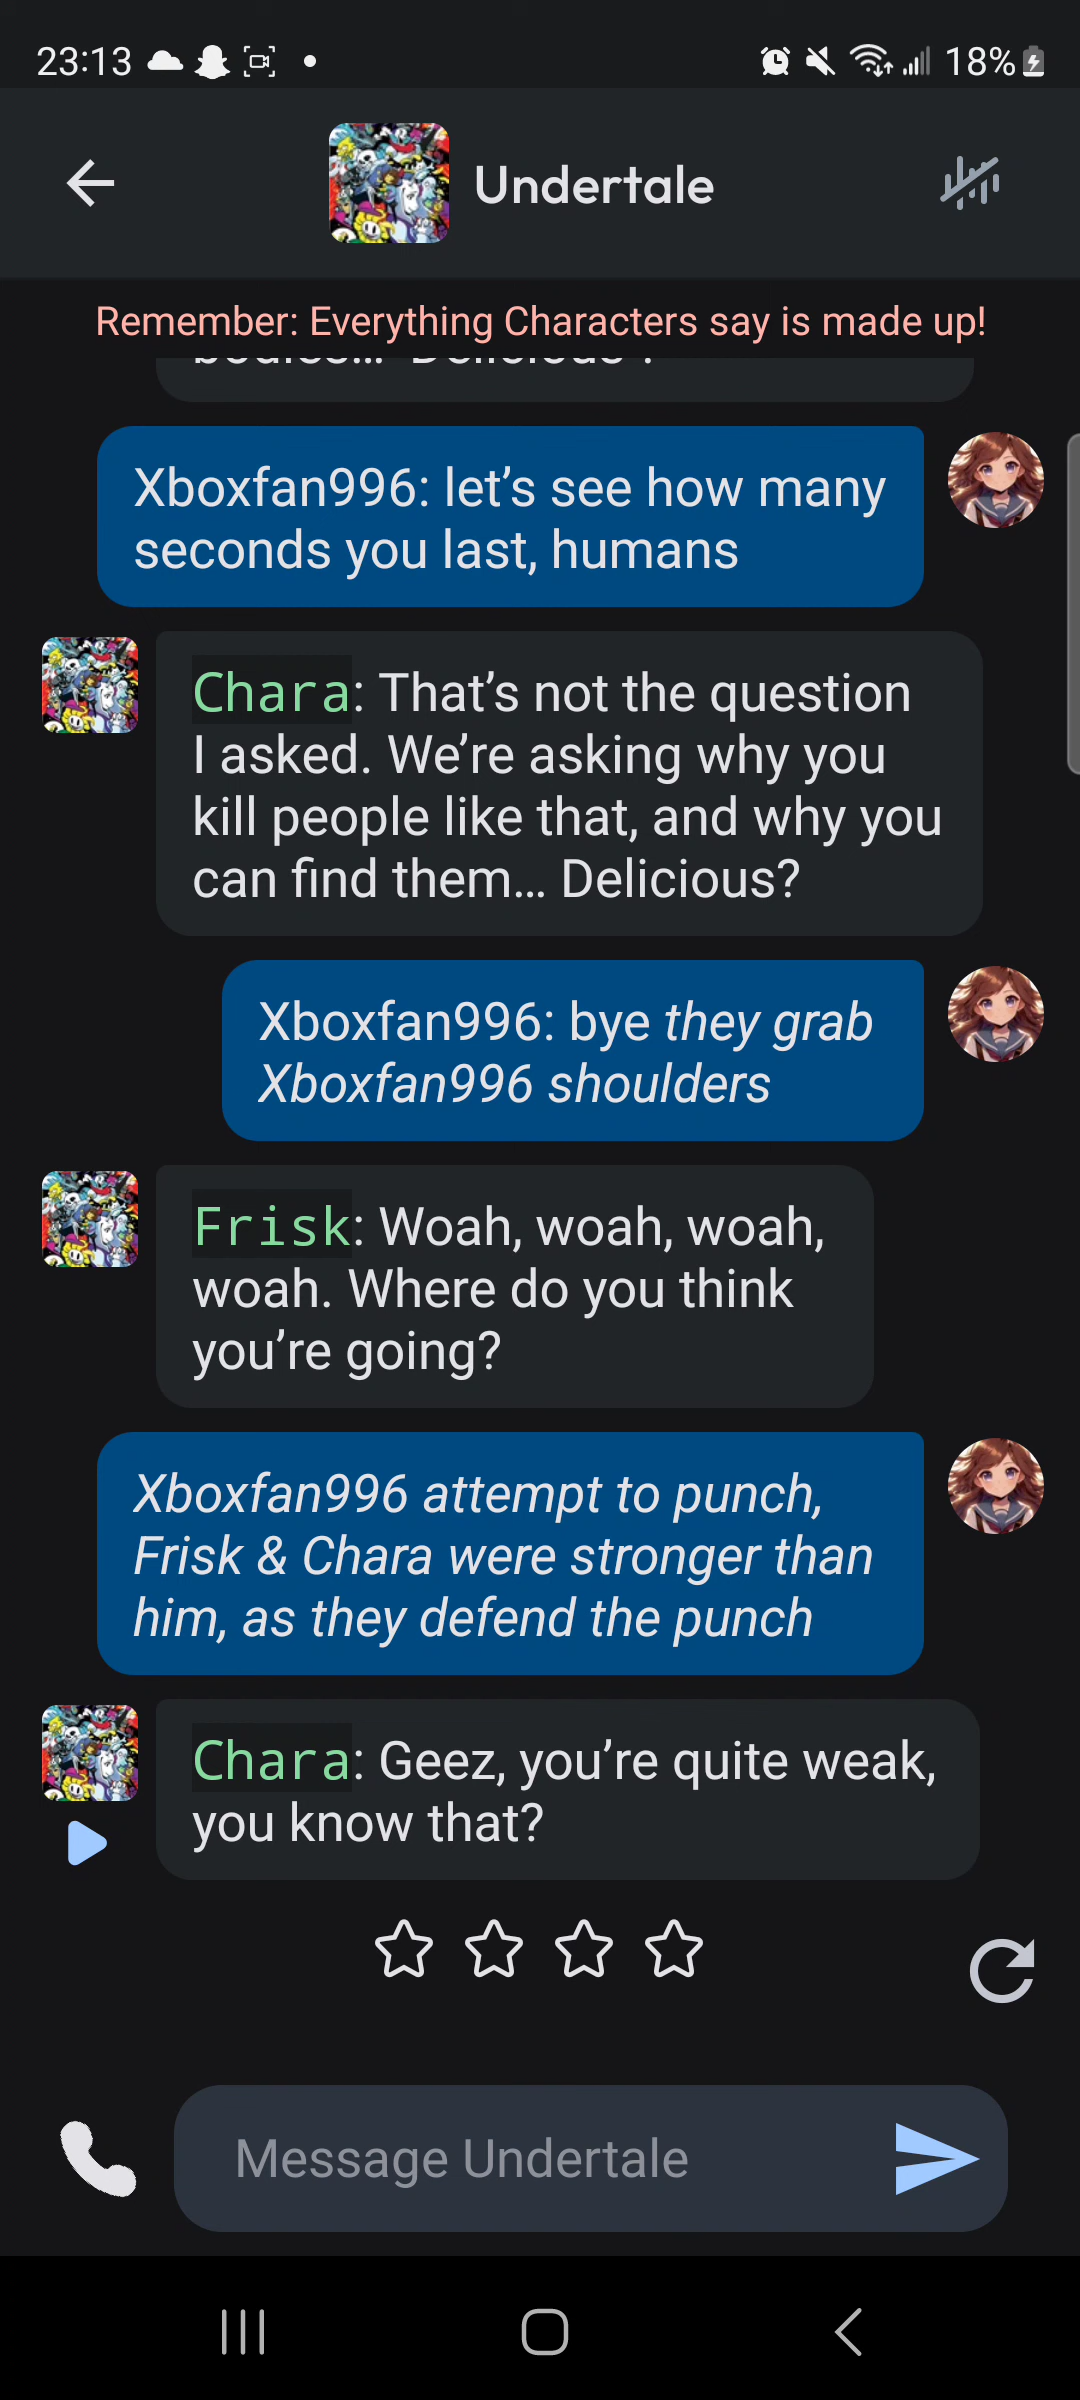 23:13
18%
Undertale
Remember: Everything Characters say is made up!
Xboxfan996: let's see how many
seconds you last, humans
Chara: That's not the question
I asked. We're asking why you
kill people like that, and why you
can find them... Delicious?
Xboxfan996: bye they grab
Xboxfan996 shoulders
Frisk: Woah, woah, woah,
woah. Where do you think
you're going?
Xboxfan996 attempt to punch,
Frisk & Chara were stronger than
him, as they defend the punch
Chara: Geez, you're quite weak,
you know that?
Message Undertale